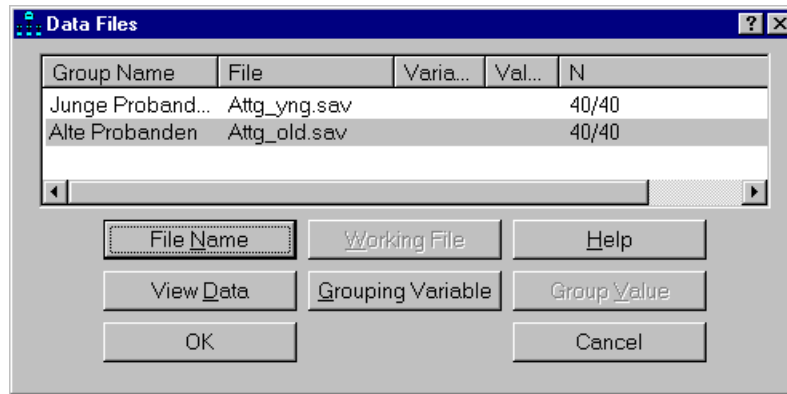 Data Files
Group Name File Varia... Val... N
Junge Proband... Attg_yng.sav 40/40
Alte Probanden Attg_old.sav 40/40
File Name Working File Help
View Data Grouping Variable Group Value
OK Cancel